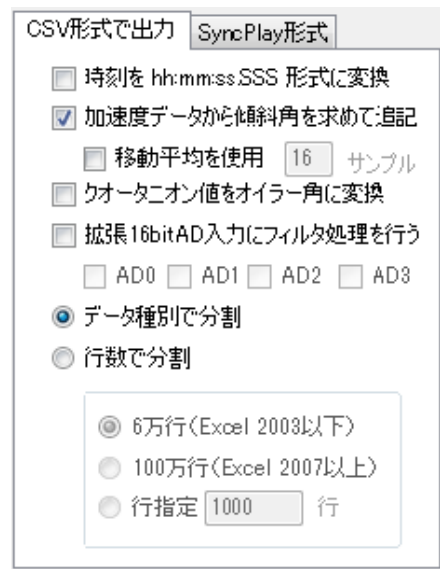 CSV形式で出力 SyncPlay形式
時刻を hh:mm:ss.SSS 形式に変換
加速度データから傾斜角を求めて追記
移動平均を使用 16 サンプル
クオータニオン値をオイラー角に変換
拡張16bitAD入力にフィルタ処理を行う
AD0 AD1 AD2 AD3
データ種別で分割
行数で分割
6万行(Excel 2003以下)
100万行(Excel 2007以上)
行指定 1000 行